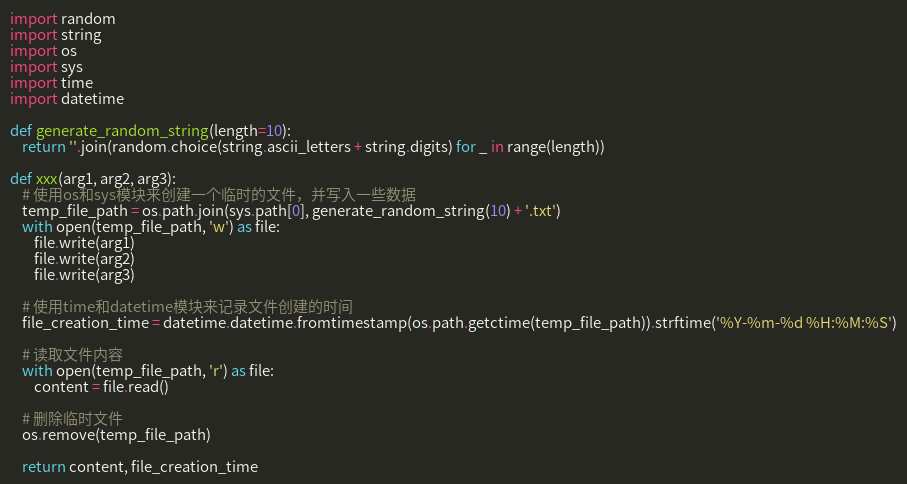 import random
import string
import os
import sys
import time
import datetime

def generate_random_string(length=10):
    return ''.join(random.choice(string.ascii_letters + string.digits) for _ in range(length))

def xxx(arg1, arg2, arg3):
    # 使用os和sys模块来创建一个临时的文件，并写入一些数据
    temp_file_path = os.path.join(sys.path[0], generate_random_string(10) + '.txt')
    with open(temp_file_path, 'w') as file:
        file.write(arg1)
        file.write(arg2)
        file.write(arg3)

    # 使用time和datetime模块来记录文件创建的时间
    file_creation_time = datetime.datetime.fromtimestamp(os.path.getctime(temp_file_path)).strftime('%Y-%m-%d %H:%M:%S')

    # 读取文件内容
    with open(temp_file_path, 'r') as file:
        content = file.read()

    # 删除临时文件
    os.remove(temp_file_path)

    return content, file_creation_time